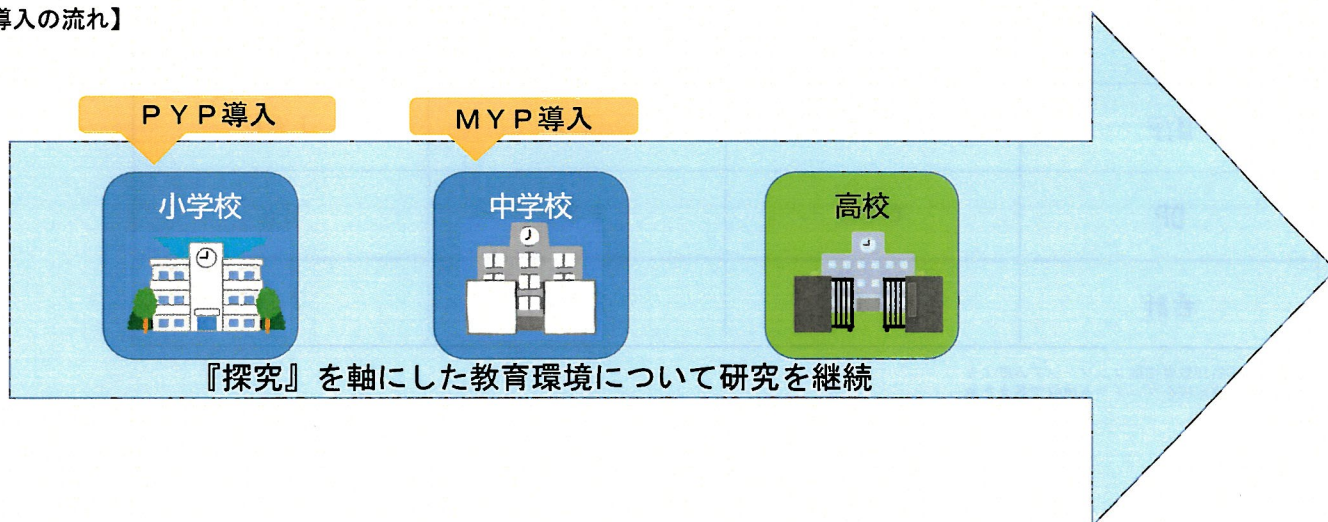 導入の流れ】
ＰＹＰ導入
ＭＹＰ導入
小学校
中学校
高校
『探究』を軸にした教育環境について研究を継続